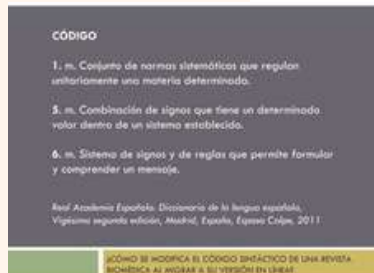 CÓDIGO
1. m. Conjunto de normas sistemáticas que regulan
unitariamente una materia determinada.
5. m. Combinación de signos que tiene un determinado
valor dentro de un sistema establecido.
6. m. Sistema de signos y de reglas que permite formular
y comprender un mensaje.
Real Academia Española. Diccionario de la lengua española,
Vigésima segunda edición, Madrid, España, Espasa Calpe, 2011
¿CÓMO SE MODIFICA EL CÓDIGO SINTÁCTICO DE UNA REVISTA
BIOMÉDICA AL MIGRAR A SU VERSIÓN EN LÍNEA?